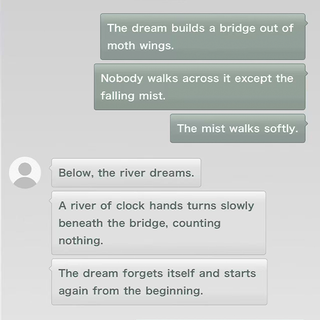 The dream builds a bridge out of
moth wings.
Nobody walks across it except the
falling mist.
The mist walks softly.
Below, the river dreams.
A river of clock hands turns slowly
beneath the bridge, counting
nothing.
The dream forgets itself and starts
again from the beginning.